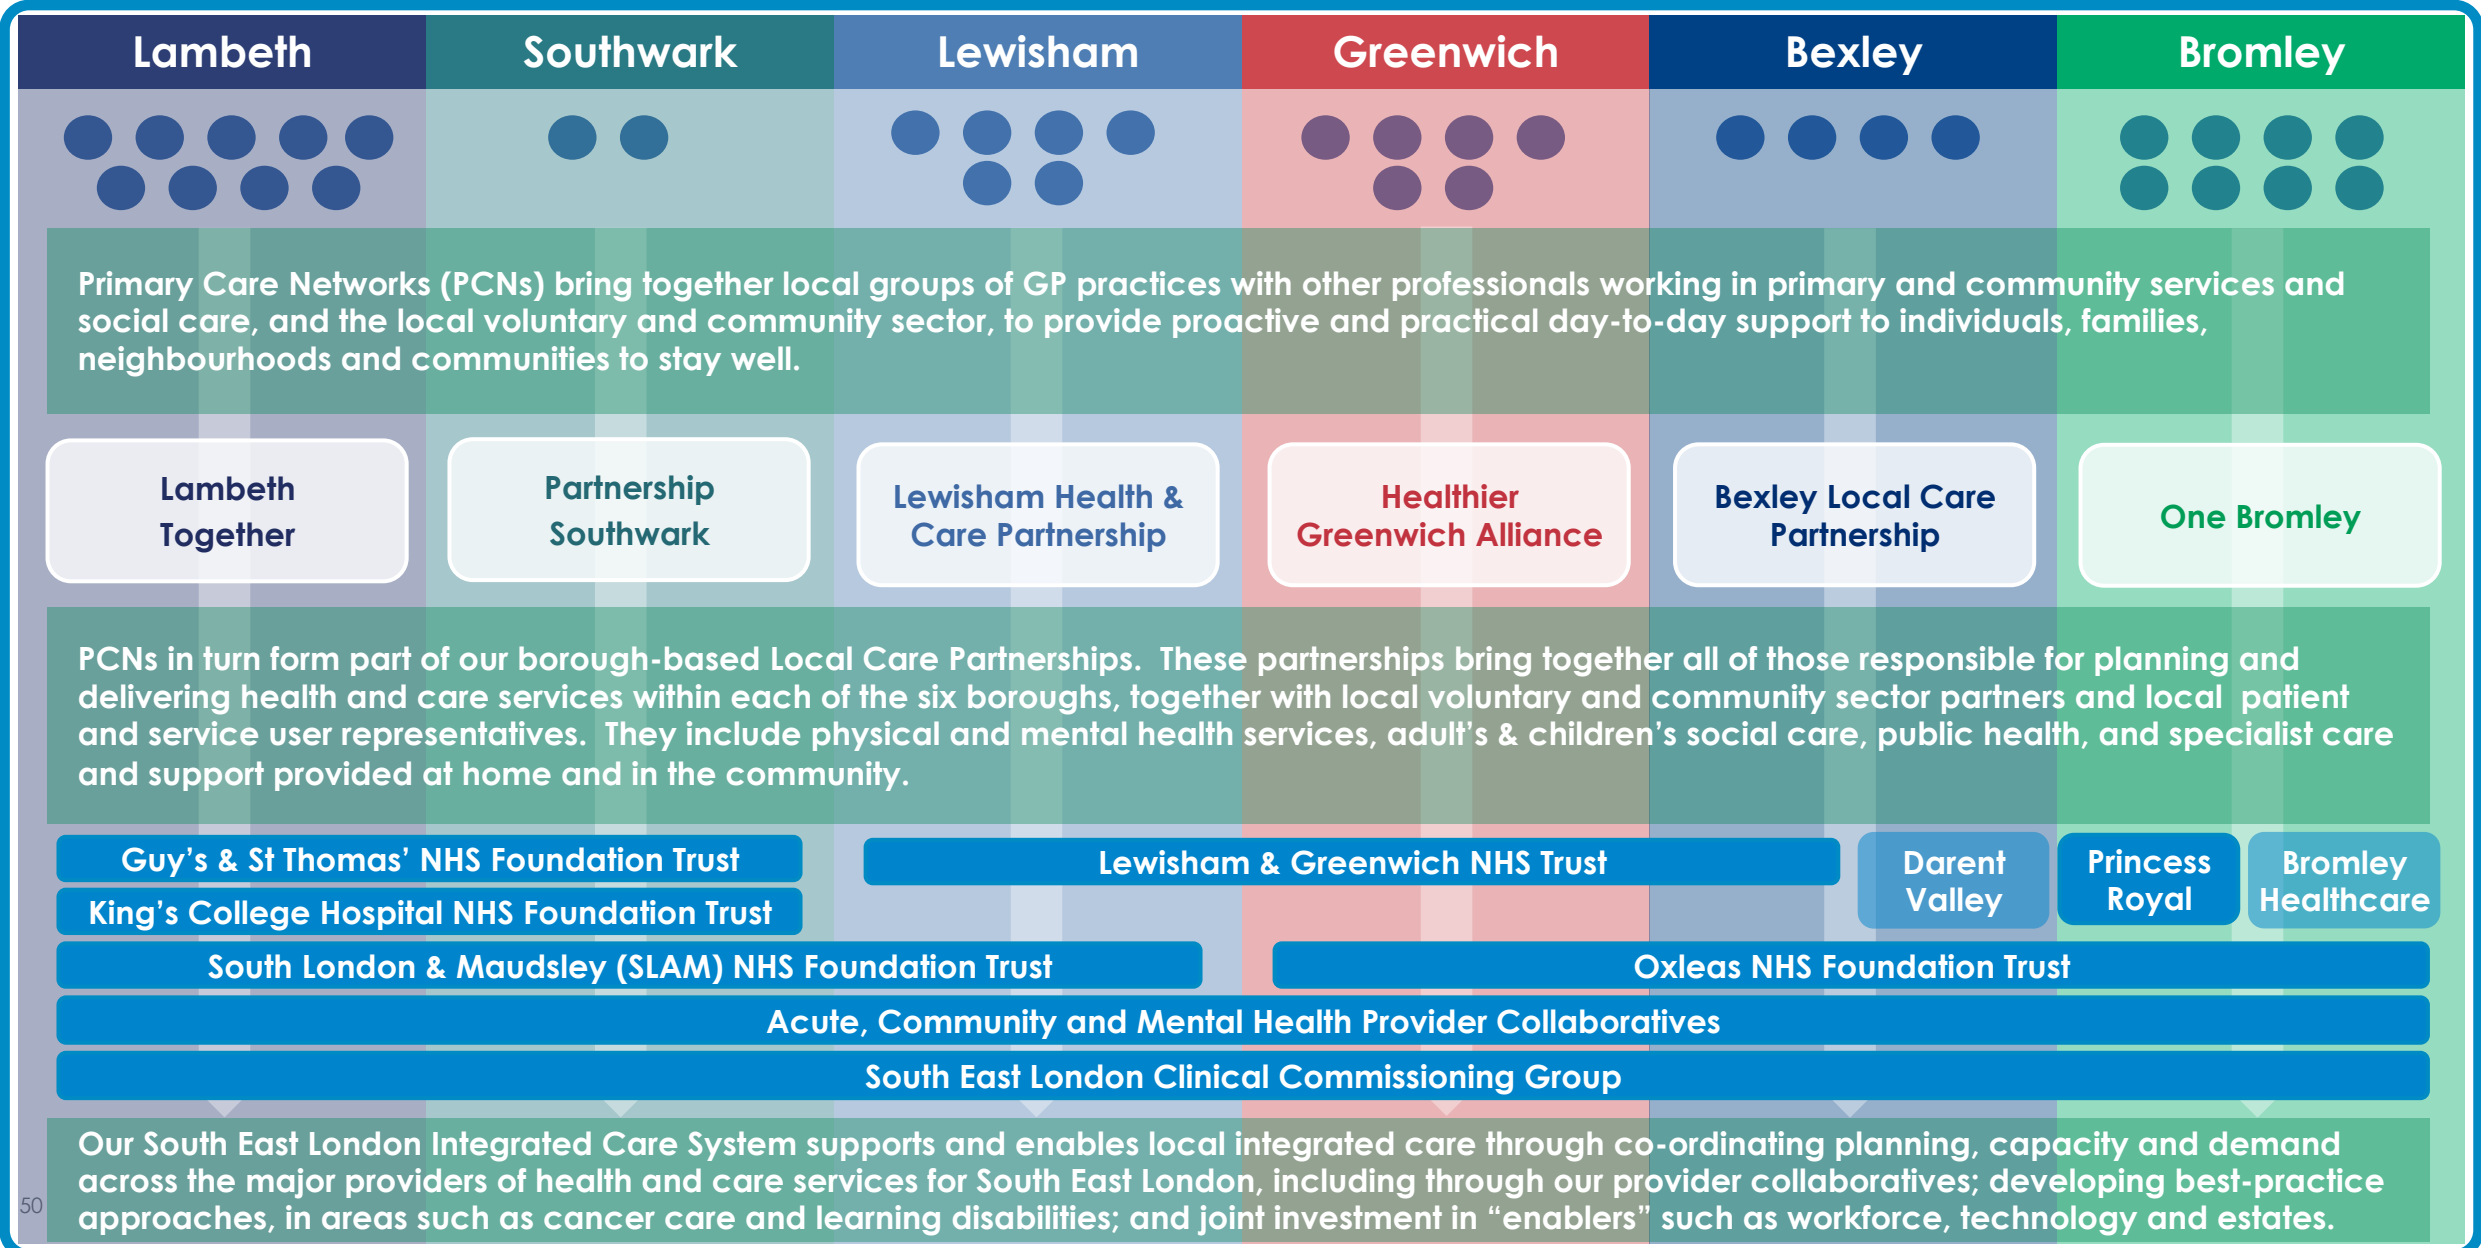 Lambeth
Southwark
Lewisham
Greenwich
Bexley
Bromley
Primary Care Networks (PCNs) bring together local groups of GP practices with other professionals working in primary and community services and
social care, and the local voluntary and community sector, to provide proactive and practical day-to-day support to individuals, families,
neighbourhoods and communities to stay well.
Lambeth
Together
Partnership
Southwark
Lewisham Health &
Care Partnership
Healthier
Greenwich Alliance
Bexley Local Care
Partnership
One Bromley
PCNs in turn form part of our borough-based Local Care Partnerships.  These partnerships bring together all of those responsible for planning and
delivering health and care services within each of the six boroughs, together with local voluntary and community sector partners and local  patient
and service user representatives.  They include physical and mental health services, adult’s & children’s social care, public health, and specialist care
and support provided at home and in the community.
Guy’s & St Thomas’ NHS Foundation Trust
Lewisham & Greenwich NHS Trust
Darent
Valley
Princess
Royal
Bromley
Healthcare
King’s College Hospital NHS Foundation Trust
South London & Maudsley (SLAM) NHS Foundation Trust
Oxleas NHS Foundation Trust
Acute, Community and Mental Health Provider Collaboratives
South East London Clinical Commissioning Group
Our South East London Integrated Care System supports and enables local integrated care through co-ordinating planning, capacity and demand
across the major providers of health and care services for South East London, including through our provider collaboratives; developing best-practice
approaches, in areas such as cancer care and learning disabilities; and joint investment in “enablers” such as workforce, technology and estates.
50